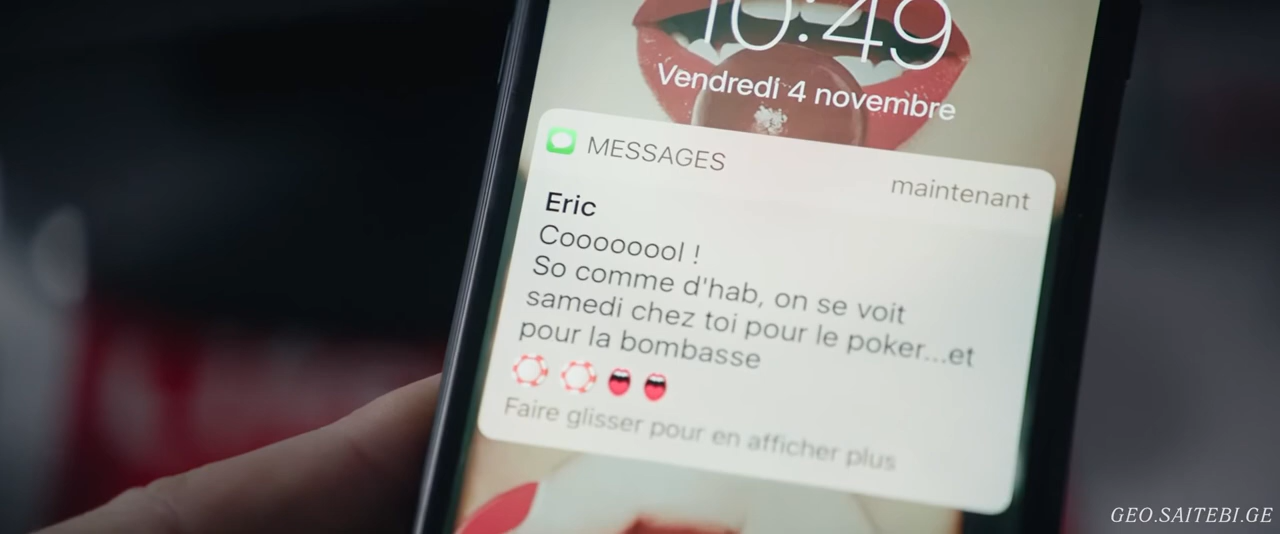 10:49
Vendredi 4 novembre
MESSAGES
maintenant
Eric
Coooooool !
So comme d'hab, on se voit
samedi chez toi pour le poker...et
pour la bombasse
Faire glisser pour en afficher plus
GEO.SAITEBI.GE